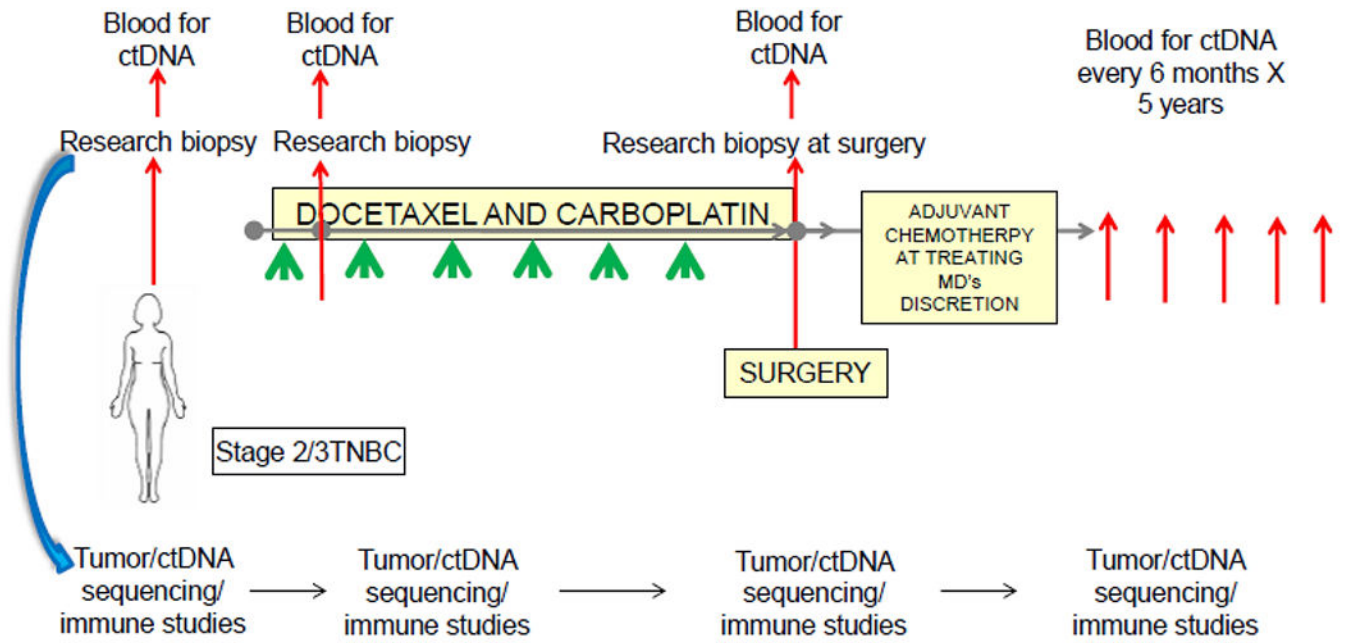 Blood for
ctDNA
Blood for
ctDNA
Blood for
ctDNA
Blood for ctDNA
every 6 months X
5 years
Research biopsy
Research biopsy
Research biopsy at surgery
DOCETAXEL AND CARBOPLATIN
ADJUVANT
CHEMOTHERPY
AT TREATING
MD's
DISCRETION
SURGERY
Stage 2/3TNBC
Tumor/ctDNA
sequencing/
immune studies
Tumor/ctDNA
sequencing/
immune studies
Tumor/ctDNA
sequencing/
immune studies
Tumor/ctDNA
sequencing/
immune studies